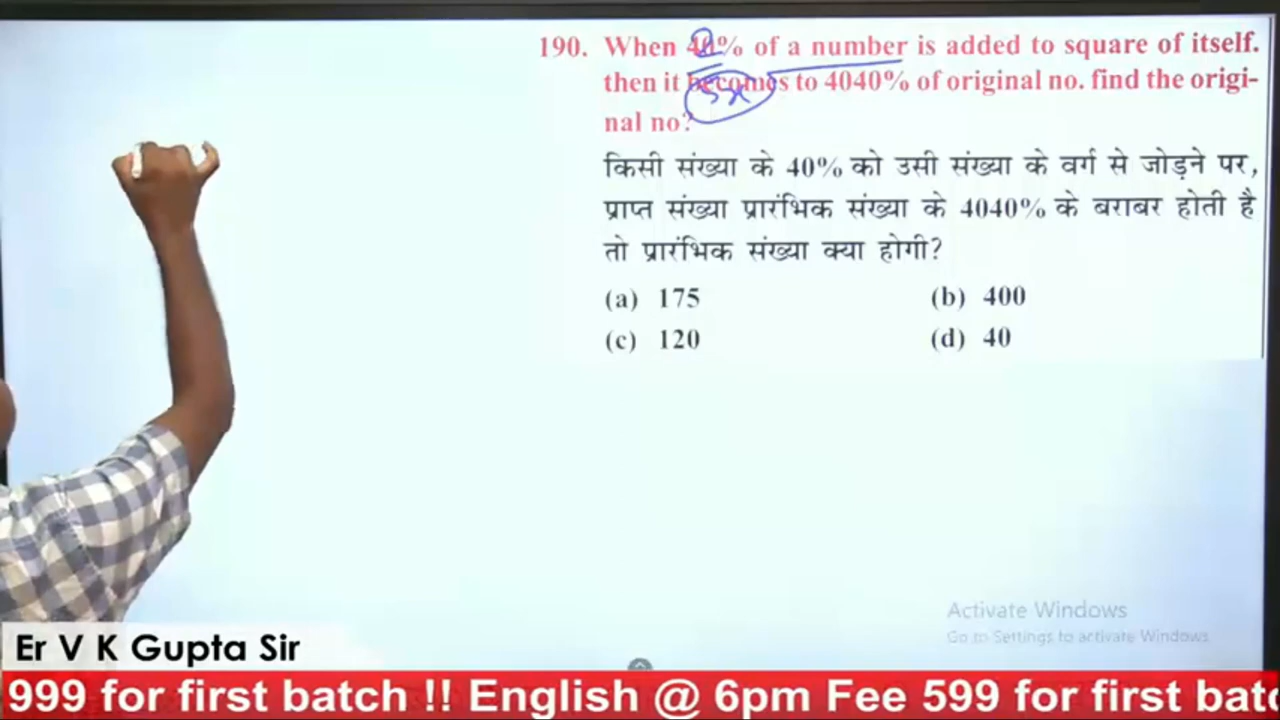 190. When 40% of a number is added to square of itself.
then it becomes to 4040% of original no. find the origi-
nal no?
2
5x
किसी संख्या के 40% को उसी संख्या के वर्ग से जोड़ने पर,
प्राप्त संख्या प्रारंभिक संख्या के 4040% के बराबर होती है
तो प्रारंभिक संख्या क्या होगी?
(a) 175 (b) 400
(c) 120 (d) 40
Activate Windows
Go to Settings to activate Windows.
Er V K Gupta Sir
999 for first batch !! English @ 6pm Fee 599 for first batc